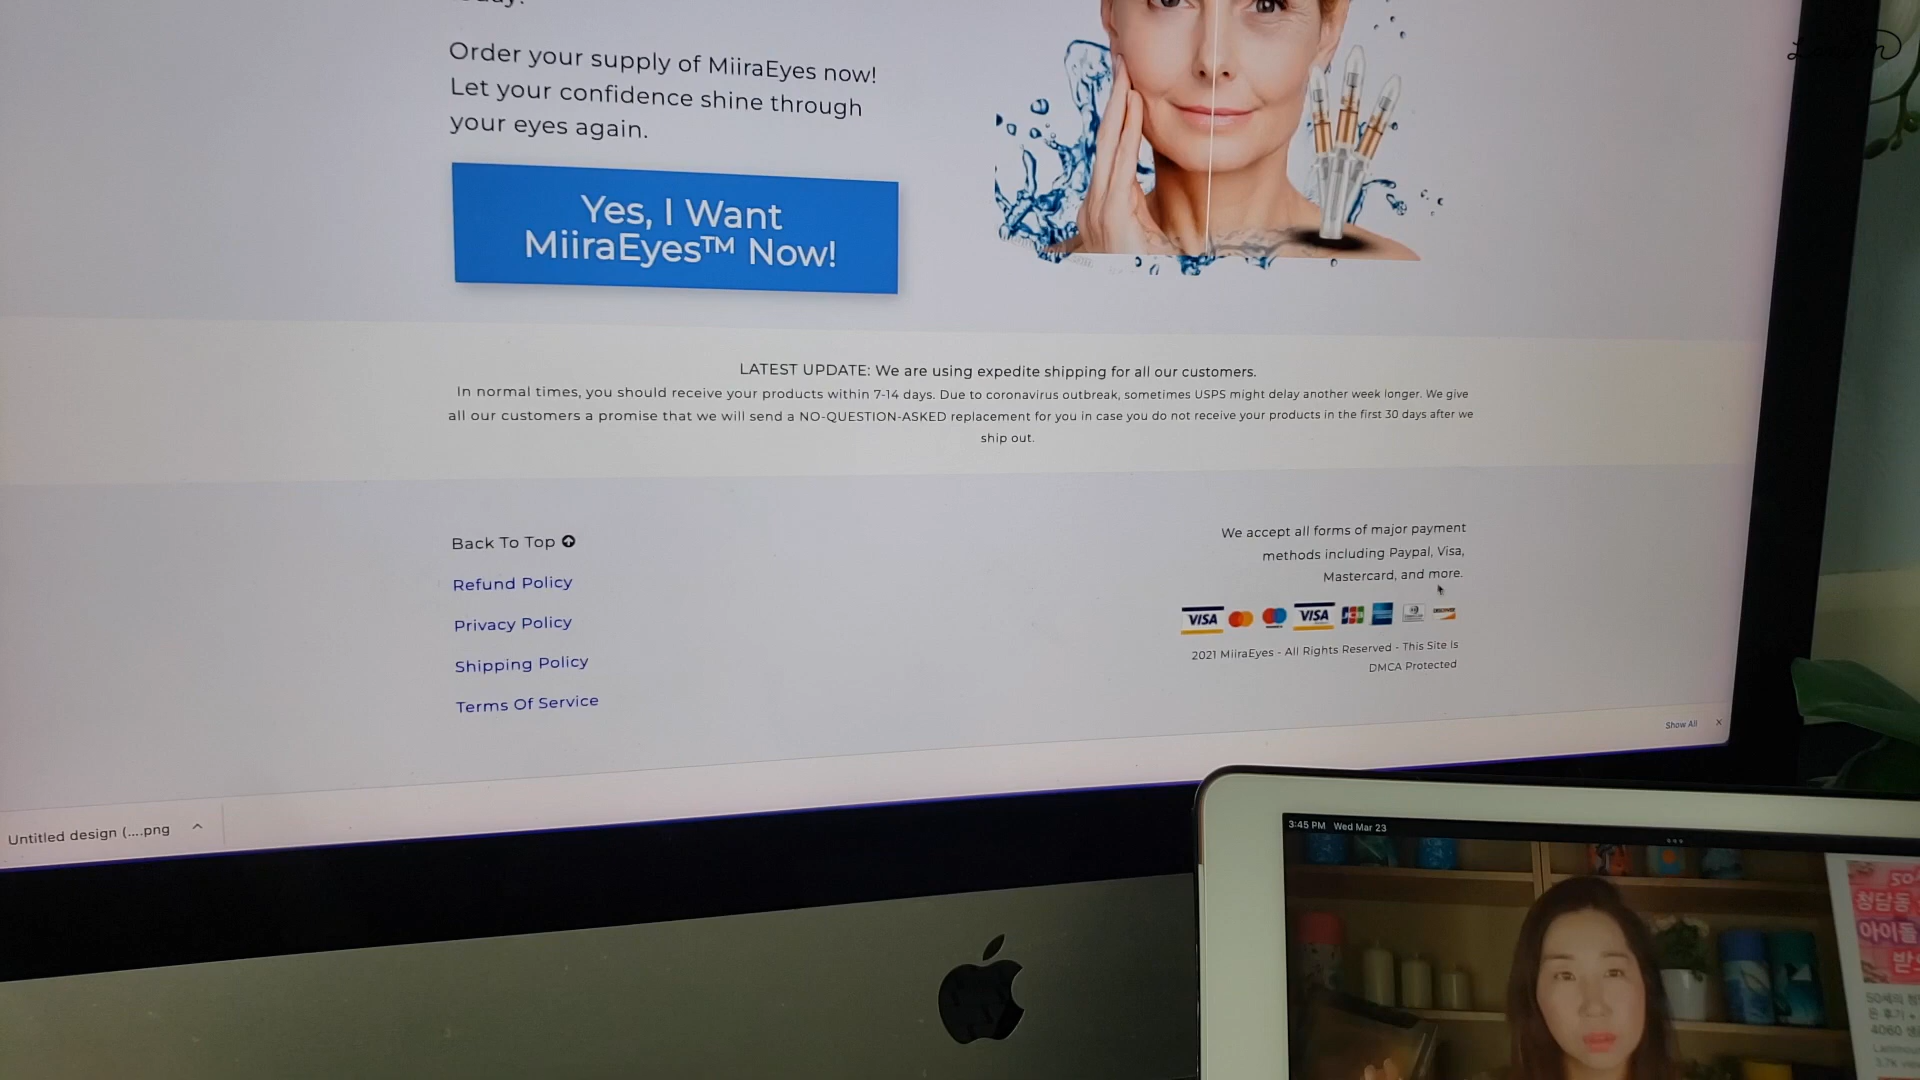 Order your supply of MiiraEyes now!
Let your confidence shine through
your eyes again.
Yes, I Want
MiiraEyes™ Now!
LATEST UPDATE: We are using expedite shipping for all our customers.
In normal times, you should receive your products within 7-14 days. Due to coronavirus outbreak, sometimes USPS might delay another week longer. We give
all our customers a promise that we will send a NO-QUESTION-ASKED replacement for you in case you do not receive your products in the first 30 days after we
ship out.
Back To Top
Refund Policy
Privacy Policy
Shipping Policy
Terms Of Service
We accept all forms of major payment
methods including Paypal, Visa,
Mastercard, and more.
VISA VISA JCB DISCOVER
2021 MiiraEyes - All Rights Reserved - This Site Is
DMCA Protected
Show All X
Untitled design (....png
3:45 PM Wed Mar 23
청담동
아이돌
50세의
4060